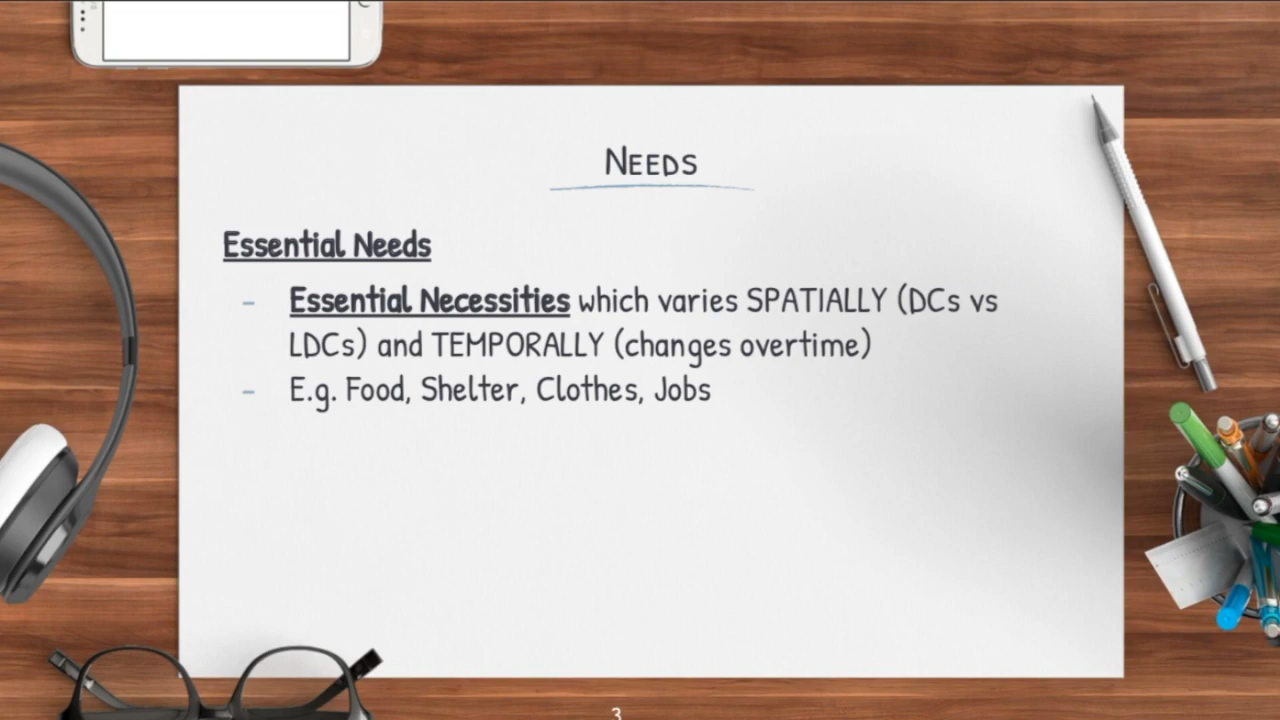 NEEDS
Essential Needs
- Essential Necessities which varies SPATIALLY (DCs vs
LDCs) and TEMPORALLY (changes overtime)
- E.g. Food, Shelter, Clothes, Jobs
3